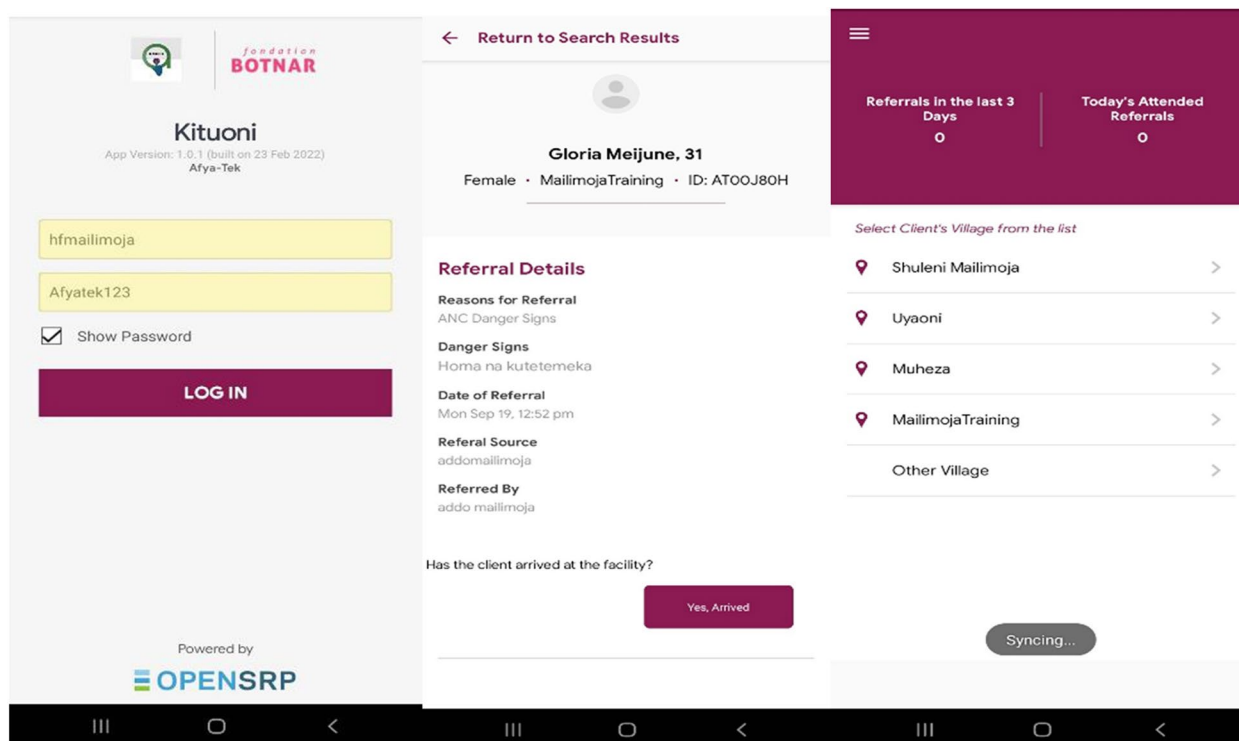 fondation
BOTNAR
Kituoni
App Version: 1.0.1 (built on 23 Feb 2022)
Afya-Tek
hfmailimoja
Afyatek123
Show Password
LOG IN
Powered by
OPENSRP
Return to Search Results
Gloria Meijune, 31
Female · MailimojaTraining · ID: AT00J80H
Referral Details
Reasons for Referral
ANC Danger Signs
Danger Signs
Homa na kutetemeka
Date of Referral
Mon Sep 19, 12:52 pm
Referal Source
addomailimoja
Referred By
addo mailimoja
Has the client arrived at the facility?
Yes, Arrived
Referrals in the last 3
Days
0
Today's Attended
Referrals
0
Select Client's Village from the list
Shuleni Mailimoja
Uyaoni
Muheza
MailimojaTraining
Other Village
Syncing...